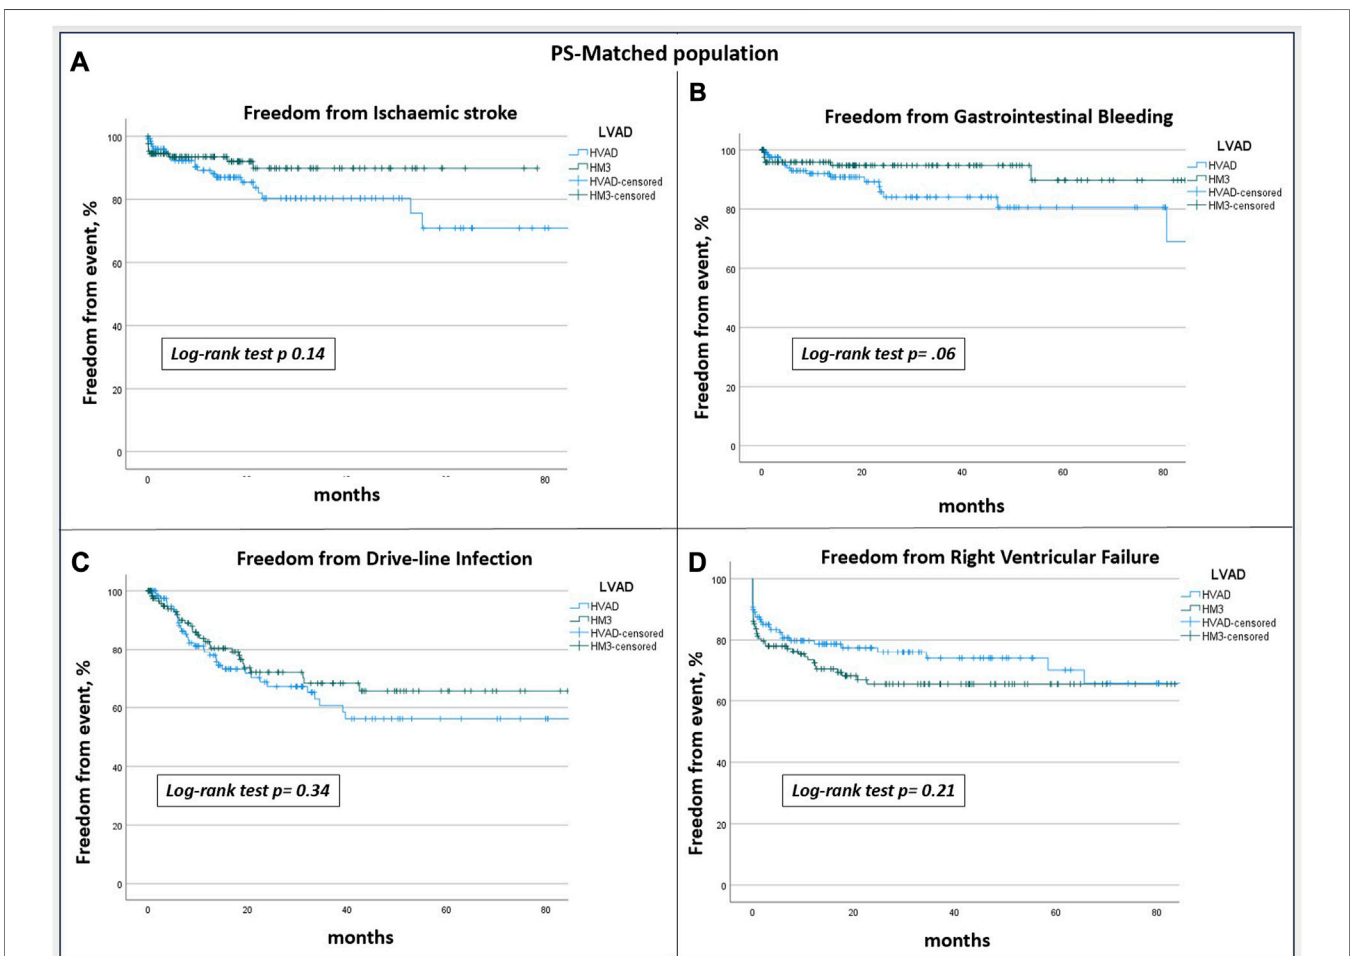 PS-Matched population
A
Freedom from Ischaemic stroke
LVAD
HVAD
HM3
HVAD-censored
HM3-censored
Freedom from event, %
100
80
60
40
20
0
Log-rank test p 0.14
0
80
months
B
Freedom from Gastrointestinal Bleeding
LVAD
HVAD
HM3
HVAD-censored
HM3-censored
Freedom from event, %
100
80
60
40
20
0
Log-rank test p= .06
0 20 40 60 80
months
C
Freedom from Drive-line Infection
LVAD
HVAD
HM3
HVAD-censored
HM3-censored
Freedom from event, %
100
80
60
40
20
0
Log-rank test p= 0.34
0 20 40 60 80
months
D
Freedom from Right Ventricular Failure
LVAD
HVAD
HM3
HVAD-censored
HM3-censored
Freedom from event, %
100
80
60
40
20
0
Log-rank test p= 0.21
0 20 40 60 80
months